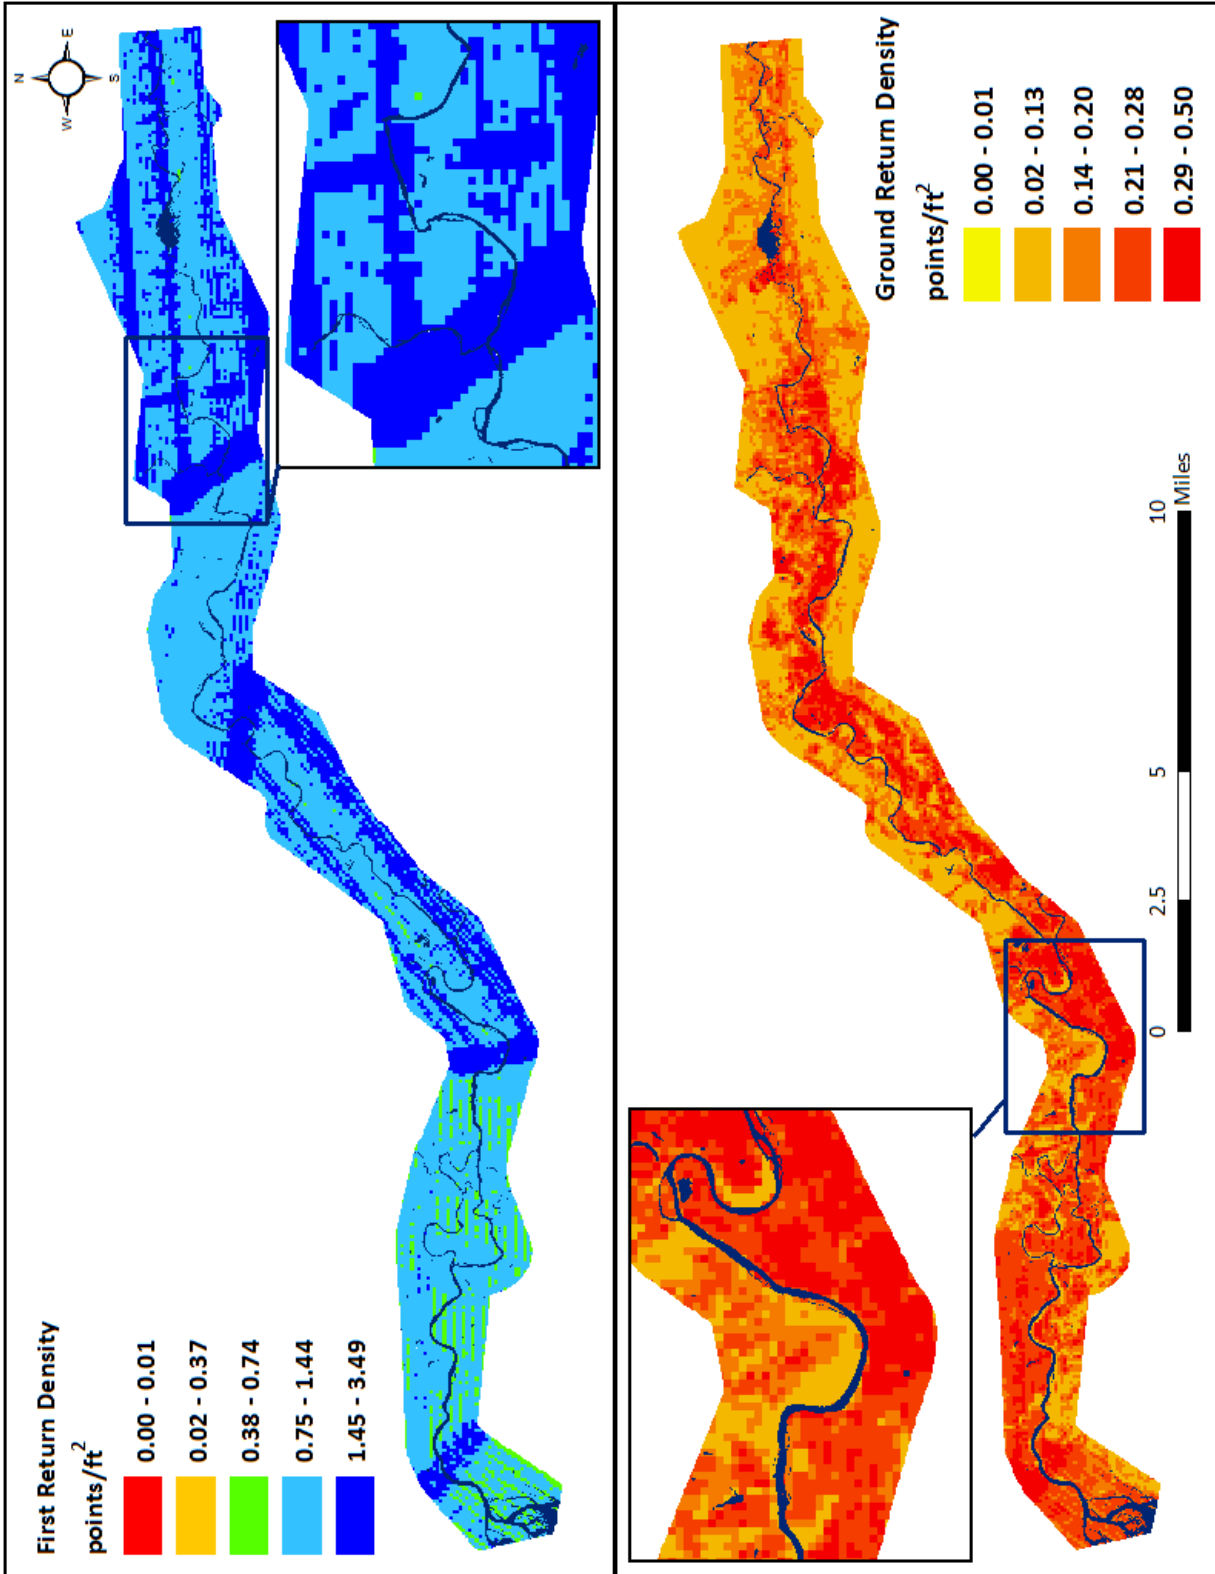 N
E
W
S
First Return Density
points/ft²
0.00 - 0.01
0.02 - 0.37
0.38 - 0.74
0.75 - 1.44
1.45 - 3.49
Ground Return Density
points/ft²
0.00 - 0.01
0.02 - 0.13
0.14 - 0.20
0.21 - 0.28
0.29 - 0.50
0 2.5 5 10
Miles